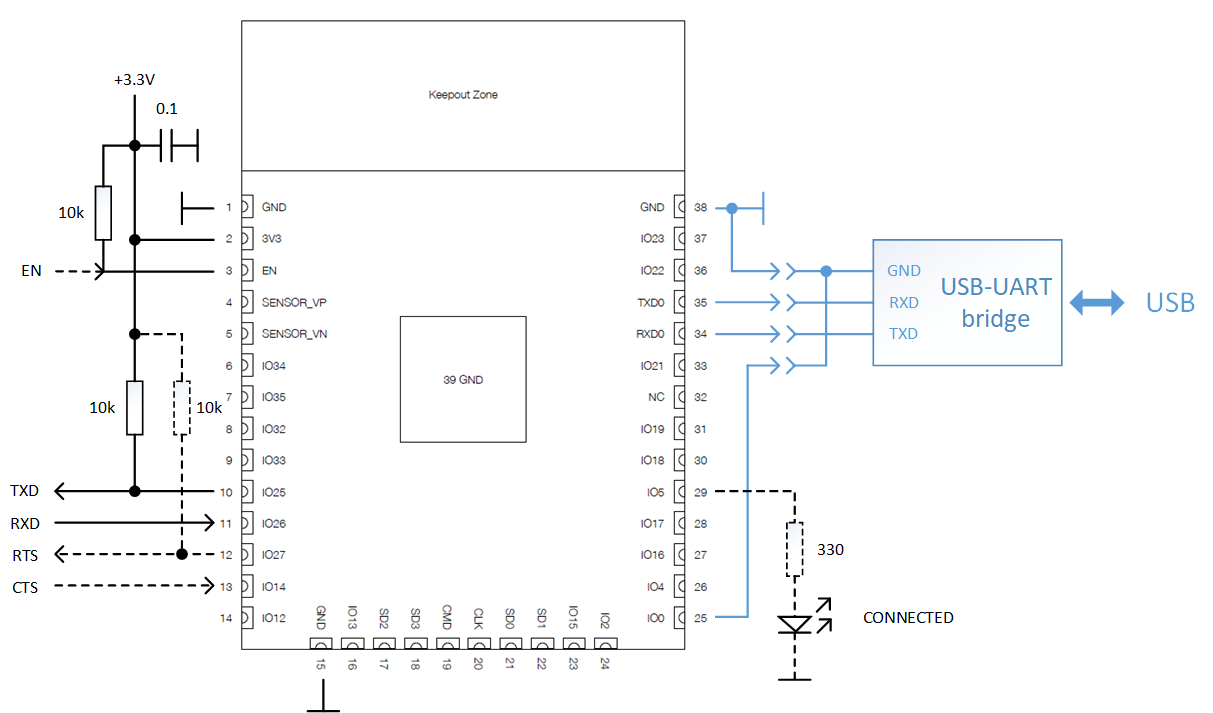 Keepout Zone
+3.3V
0.1
10k
EN
1 GND
2 3V3
3 EN
4 SENSOR_VP
5 SENSOR_VN
6 IO34
7 IO35
8 IO32
9 IO33
10 IO25
11 IO26
12 IO27
13 IO14
14 IO12
10k
10k
TXD
RXD
RTS
CTS
39 GND
GND IO13 SD2 SD3 CMD CLK SD0 SD1 IO15 IO2
15 16 17 18 19 20 21 22 23 24
GND 38
IO23 37
IO22 36
TXD0 35
RXD0 34
IO21 33
NC 32
IO19 31
IO18 30
IO5 29
IO17 28
IO16 27
IO4 26
IO0 25
GND
RXD
TXD
USB-UART
bridge
USB
330
CONNECTED